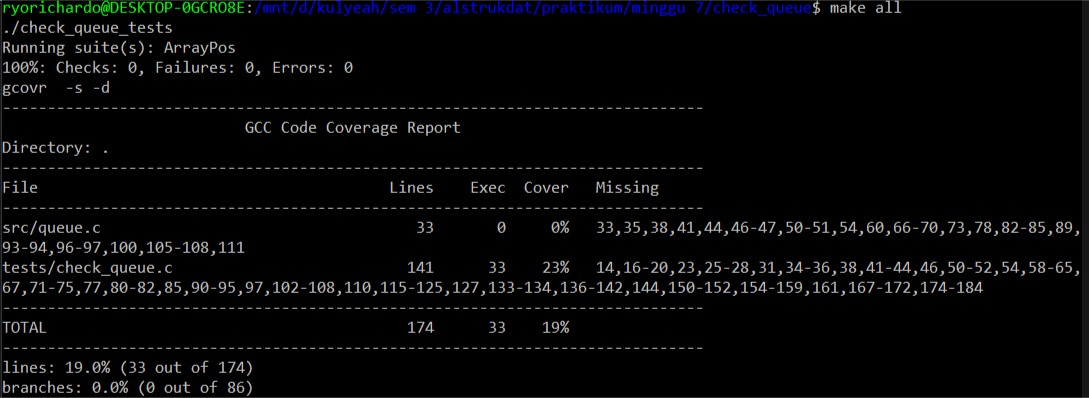 ryorichardo@DESKTOP-0GCRO8E:/mnt/d/kulyeah/sem 3/alstrukdat/praktikum/minggu 7/check_queue$ make all
./check_queue_tests
Running suite(s): ArrayPos
100%: Checks: 0, Failures: 0, Errors: 0
gcovr  -s -d
------------------------------------------------------------------------------
                           GCC Code Coverage Report
Directory: .
------------------------------------------------------------------------------
File                                       Lines    Exec  Cover   Missing
------------------------------------------------------------------------------
src/queue.c                                   33       0     0%   33,35,38,41,44,46-47,50-51,54,60,66-70,73,78,82-85,89,
93-94,96-97,100,105-108,111
tests/check_queue.c                          141      33    23%   14,16-20,23,25-28,31,34-36,38,41-44,46,50-52,54,58-65,
67,71-75,77,80-82,85,90-95,97,102-108,110,115-125,127,133-134,136-142,144,150-152,154-159,161,167-172,174-184
------------------------------------------------------------------------------
TOTAL                                        174      33    19%
------------------------------------------------------------------------------
lines: 19.0% (33 out of 174)
branches: 0.0% (0 out of 86)